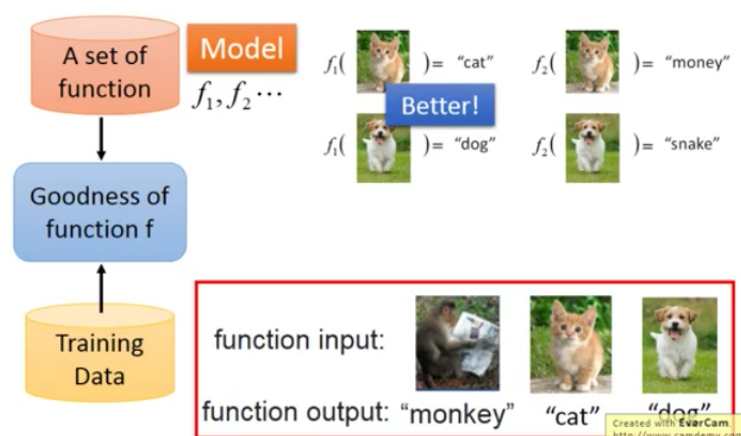 A set of
function
Model
f₁, f₂ ⋯
f₁( )= "cat"
f₂( )= "money"
Better!
f₁( )= "dog"
f₂( )= "snake"
Goodness of
function f
Training
Data
function input:
function output: "monkey" "cat" "dog"
Created with EverCam.